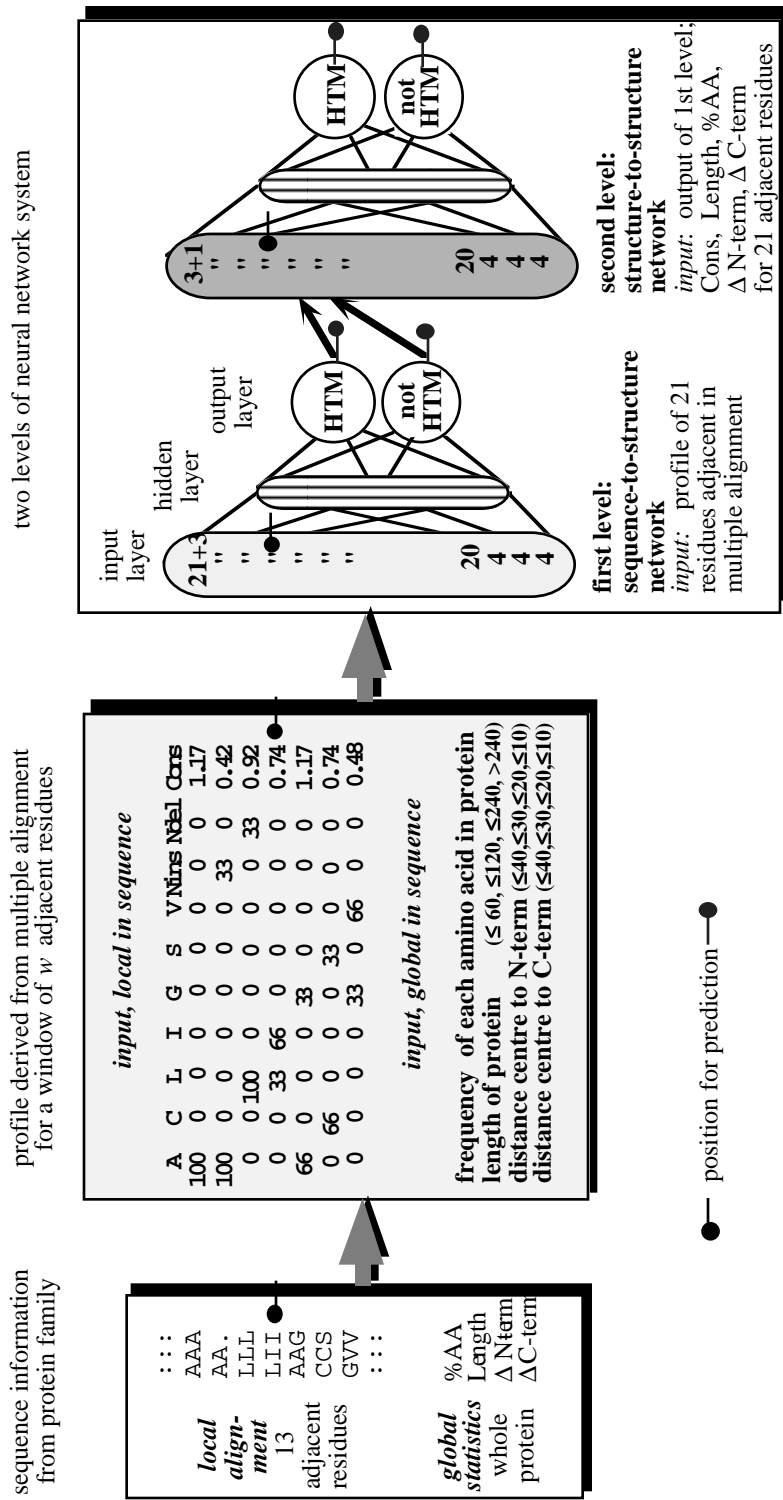 sequence information
from protein family
local
align-
ment
13
adjacent
residues
: : :
AAA
AA.
LLL
LII
AAG
CCS
GVV
: : :
global
statistics
whole
protein
%AA
Length
Δ N-term
Δ C-term
profile derived from multiple alignment
for a window of w adjacent residues
input, local in sequence
A C L I G S V Nins Ndel Cons
100 0 0 0 0 0 0 0 0 1.17
100 0 0 0 0 0 0 33 0 0.42
0 0 100 0 0 0 0 0 33 0.92
0 0 33 66 0 0 0 0 0 0.74
66 0 0 0 33 0 0 0 0 1.17
0 66 0 0 0 33 0 0 0 0.74
0 0 0 0 33 0 66 0 0 0.48
input, global in sequence
frequency of each amino acid in protein
length of protein (≤ 60, ≤120, ≤240, >240)
distance centre to N-term (≤40,≤30,≤20,≤10)
distance centre to C-term (≤40,≤30,≤20,≤10)
position for prediction
two levels of neural network system
input
layer
hidden
layer
output
layer
21+3
"
"
"
"
"
"
20
4
4
4
HTM
not
HTM
first level:
sequence-to-structure
network
input: profile of 21
residues adjacent in
multiple alignment
3+1
"
"
"
"
"
"
20
4
4
4
HTM
not
HTM
second level:
structure-to-structure
network
input: output of 1st level;
Cons, Length, %AA,
Δ N-term, Δ C-term
for 21 adjacent residues